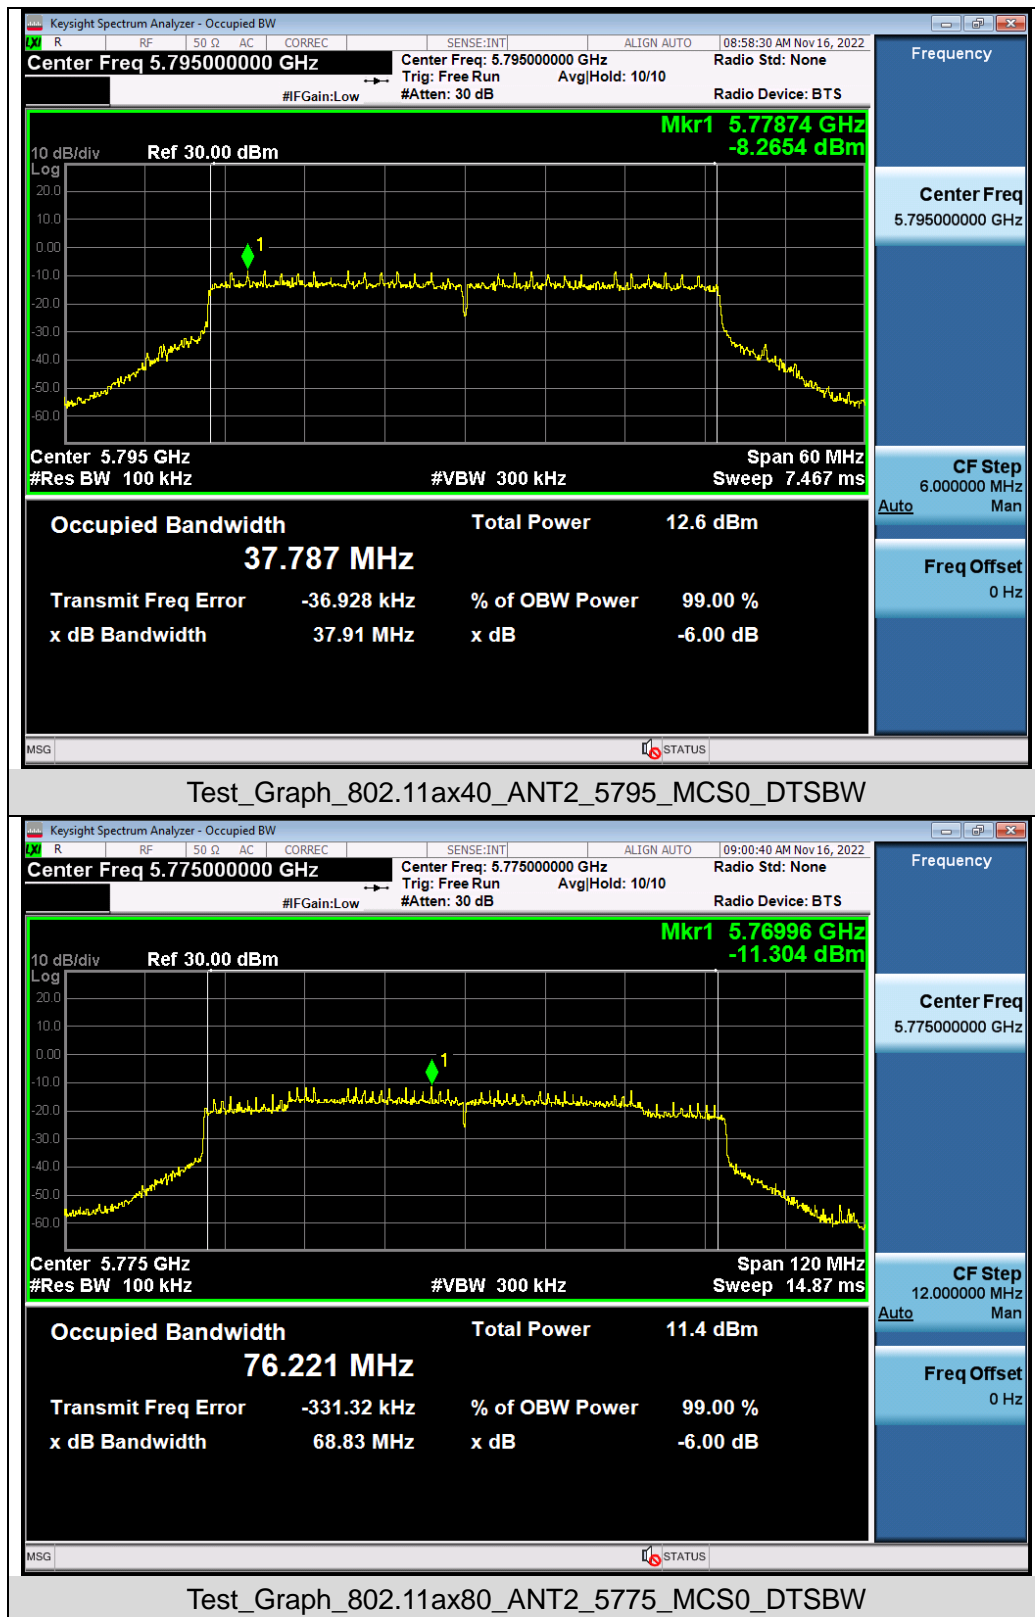 Keysight Spectrum Analyzer - Occupied BW
LXI R RF 50 Ω AC CORREC SENSE:INT ALIGN AUTO 08:58:30 AM Nov 16, 2022
Center Freq 5.795000000 GHz
Center Freq: 5.795000000 GHz Radio Std: None
Trig: Free Run Avg|Hold: 10/10
#IFGain:Low #Atten: 30 dB Radio Device: BTS
Frequency
Mkr1 5.77874 GHz
-8.2654 dBm
10 dB/div Ref 30.00 dBm
Log
20.0
10.0
0.00
-10.0
-20.0
-30.0
-40.0
-50.0
-60.0
1
Center 5.795 GHz Span 60 MHz
#Res BW 100 kHz #VBW 300 kHz Sweep 7.467 ms
Center Freq
5.795000000 GHz
CF Step
6.000000 MHz
Auto Man
Freq Offset
0 Hz
Occupied Bandwidth Total Power 12.6 dBm
37.787 MHz
Transmit Freq Error -36.928 kHz % of OBW Power 99.00 %
x dB Bandwidth 37.91 MHz x dB -6.00 dB
MSG STATUS
Test_Graph_802.11ax40_ANT2_5795_MCS0_DTSBW
Keysight Spectrum Analyzer - Occupied BW
LXI R RF 50 Ω AC CORREC SENSE:INT ALIGN AUTO 09:00:40 AM Nov 16, 2022
Center Freq 5.775000000 GHz
Center Freq: 5.775000000 GHz Radio Std: None
Trig: Free Run Avg|Hold: 10/10
#IFGain:Low #Atten: 30 dB Radio Device: BTS
Frequency
Mkr1 5.76996 GHz
-11.304 dBm
10 dB/div Ref 30.00 dBm
Log
20.0
10.0
0.00
-10.0
-20.0
-30.0
-40.0
-50.0
-60.0
1
Center 5.775 GHz Span 120 MHz
#Res BW 100 kHz #VBW 300 kHz Sweep 14.87 ms
Center Freq
5.775000000 GHz
CF Step
12.000000 MHz
Auto Man
Freq Offset
0 Hz
Occupied Bandwidth Total Power 11.4 dBm
76.221 MHz
Transmit Freq Error -331.32 kHz % of OBW Power 99.00 %
x dB Bandwidth 68.83 MHz x dB -6.00 dB
MSG STATUS
Test_Graph_802.11ax80_ANT2_5775_MCS0_DTSBW